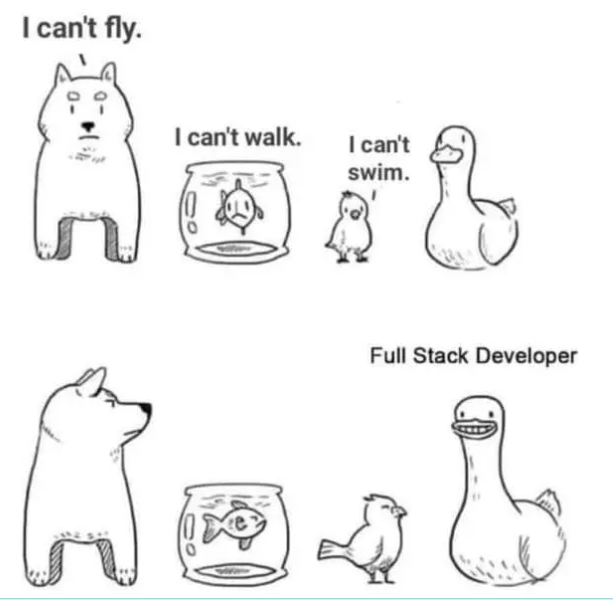 I can't fly.
I can't walk.
I can't
swim.
Full Stack Developer